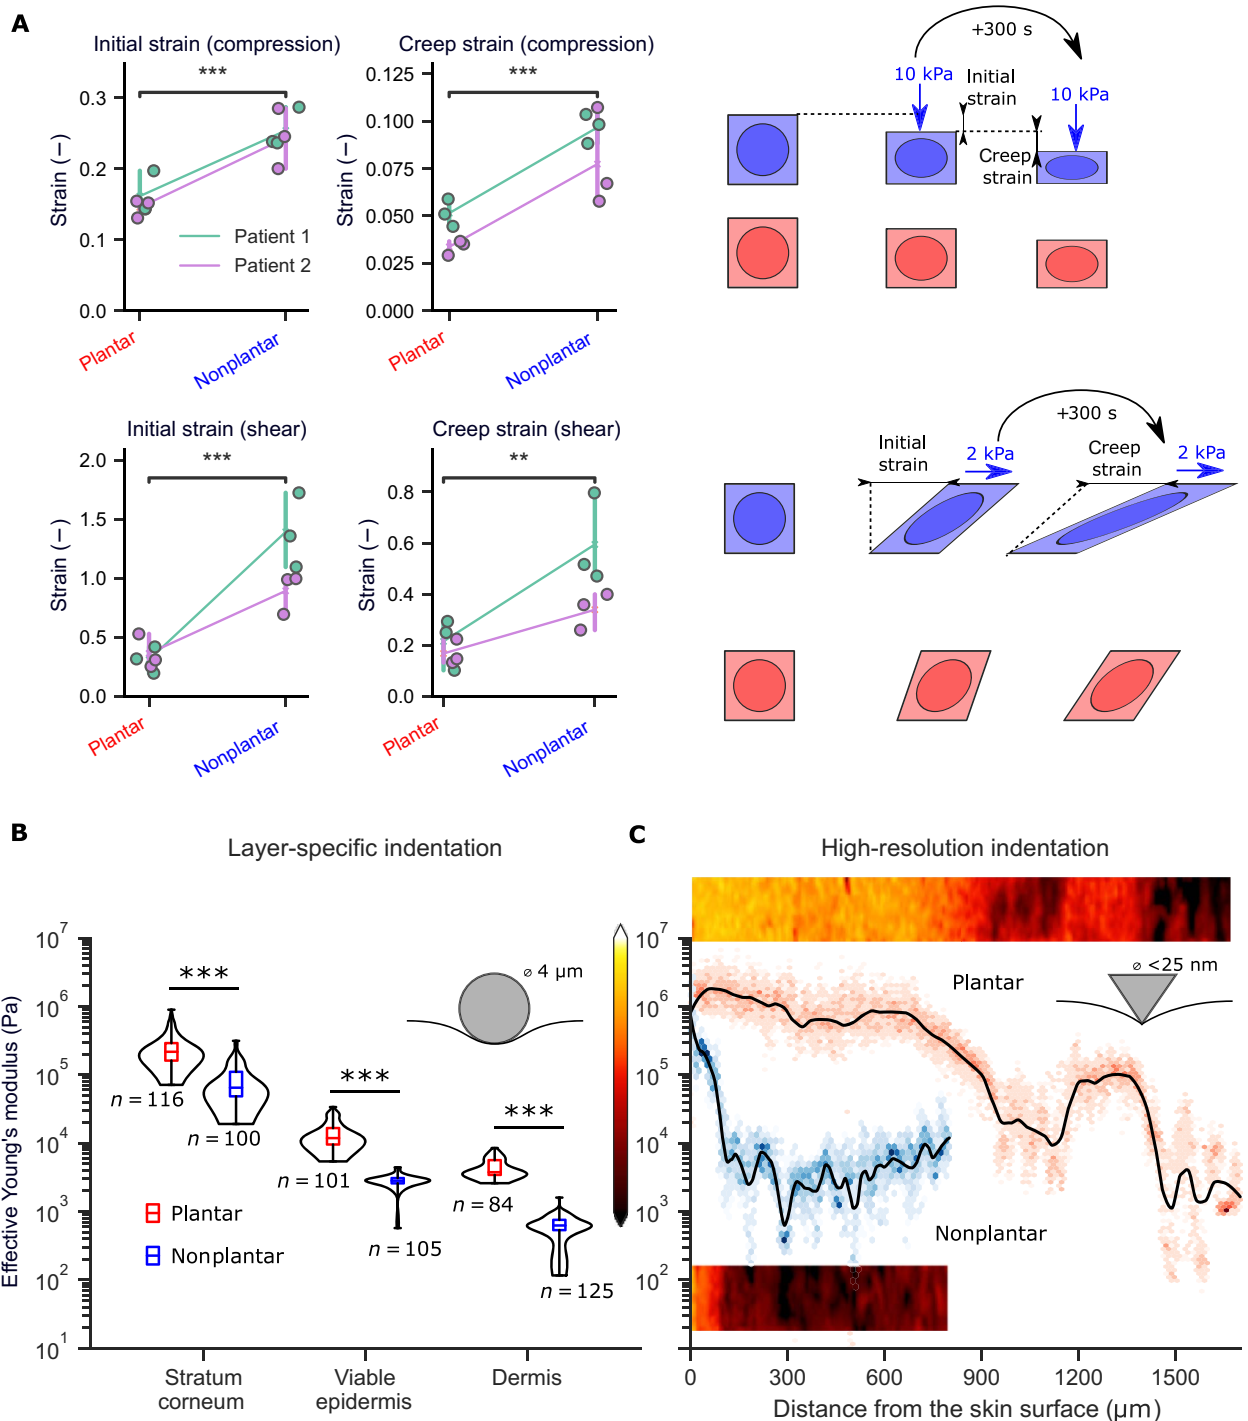 A
Initial strain (compression)
***
Strain (−)
0.3
0.2
0.1
0.0
Patient 1
Patient 2
Plantar
Nonplantar
Creep strain (compression)
***
Strain (−)
0.125
0.100
0.075
0.050
0.025
0.000
Plantar
Nonplantar
+300 s
10 kPa
Initial
strain
10 kPa
Creep
strain
Initial strain (shear)
***
Strain (−)
2.0
1.5
1.0
0.5
0.0
Plantar
Nonplantar
Creep strain (shear)
**
Strain (−)
0.8
0.6
0.4
0.2
0.0
Plantar
Nonplantar
+300 s
Initial
strain
2 kPa
Creep
strain
2 kPa
B
Layer-specific indentation
Effective Young's modulus (Pa)
10^7
10^6
10^5
10^4
10^3
10^2
10^1
***
n = 116
n = 100
***
n = 101
n = 105
***
n = 84
n = 125
⌀ 4 µm
Plantar
Nonplantar
Stratum
corneum
Viable
epidermis
Dermis
C
High-resolution indentation
10^7
10^6
10^5
10^4
10^3
10^2
10^1
Plantar
⌀ <25 nm
Nonplantar
0
300
600
900
1200
1500
Distance from the skin surface (µm)